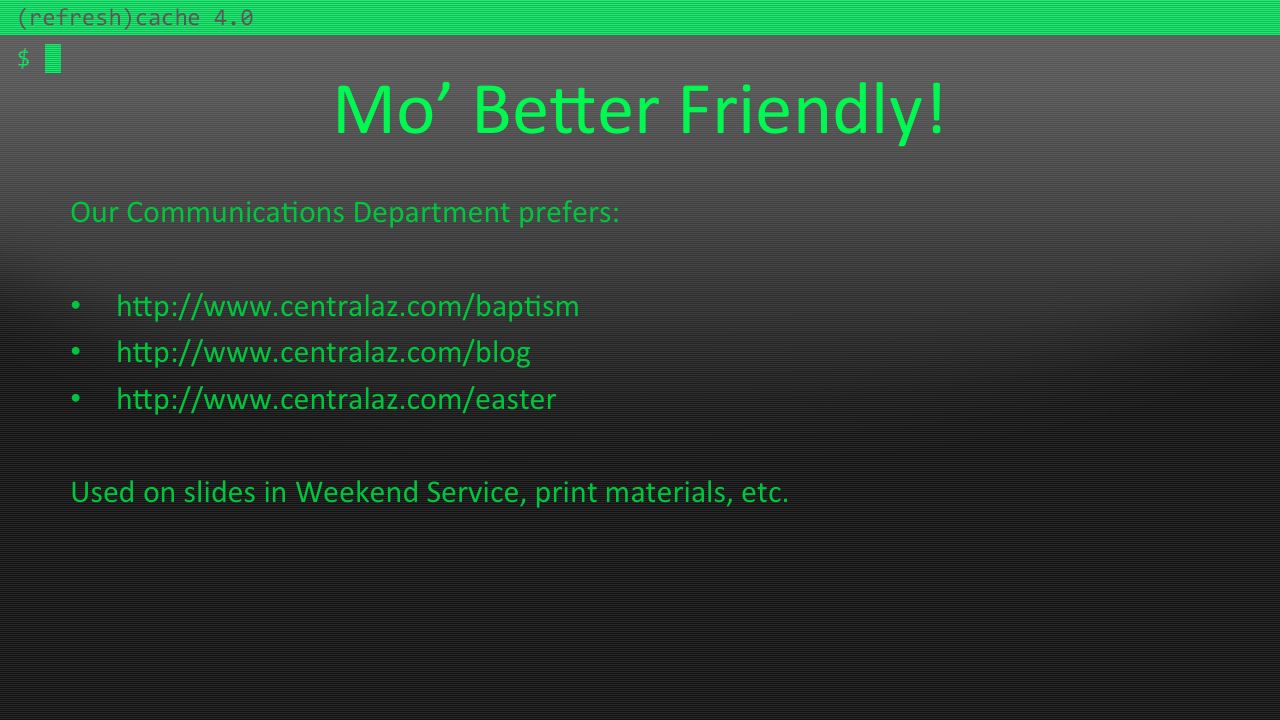 (refresh)cache 4.0
$
Mo’ Better Friendly!
Our Communications Department prefers:
• http://www.centralaz.com/baptism
• http://www.centralaz.com/blog
• http://www.centralaz.com/easter
Used on slides in Weekend Service, print materials, etc.